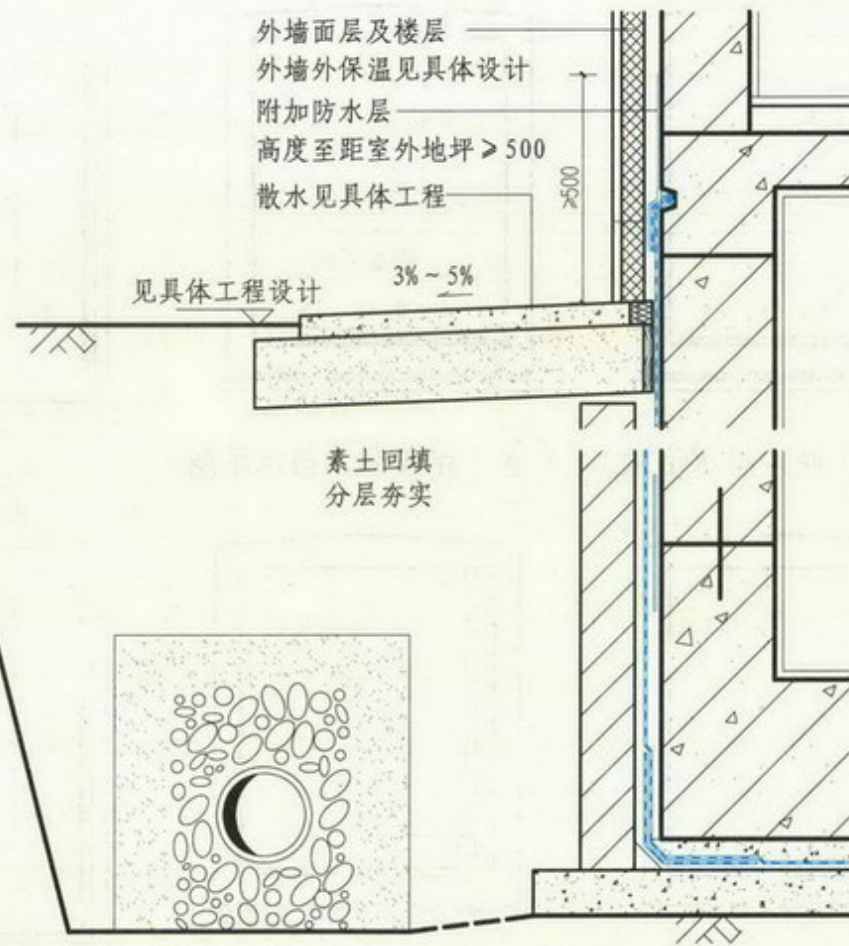 外墙面层及楼层
外墙外保温见具体设计
附加防水层
高度至距室外地坪≥500
散水见具体工程
≥500
3%~5%
见具体工程设计
素土回填
分层夯实